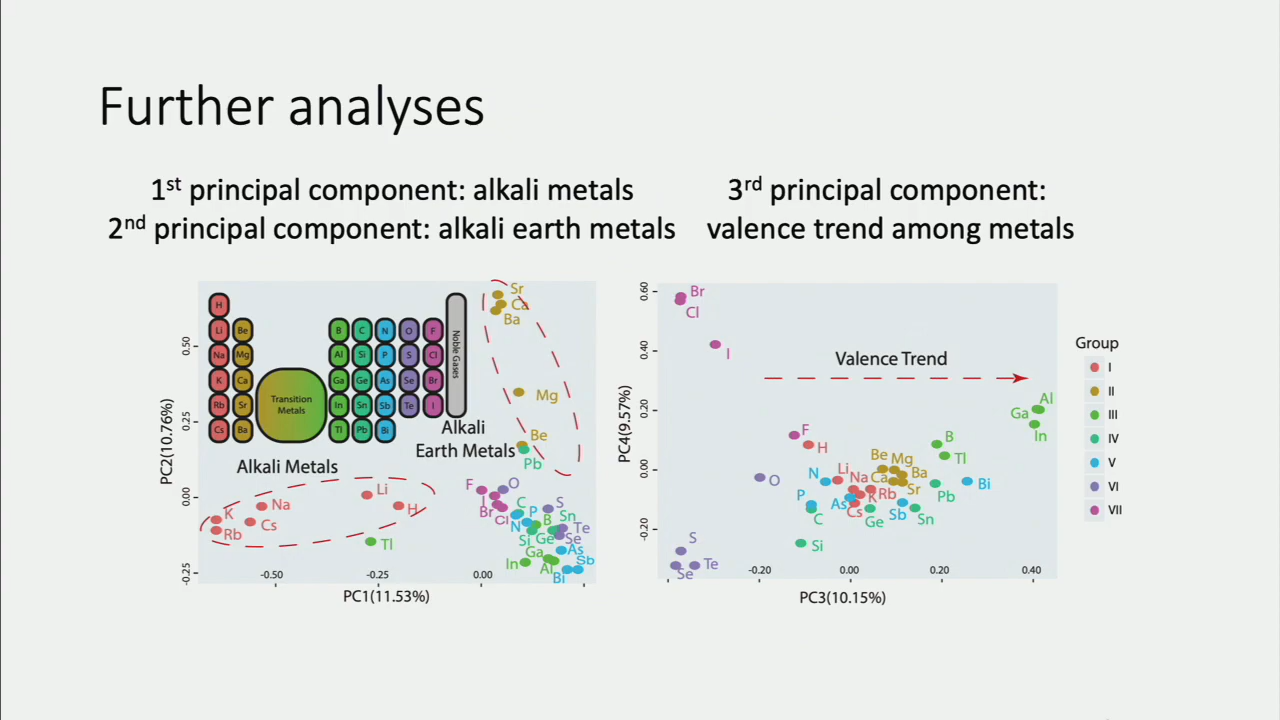 Further analyses
1st principal component: alkali metals
2nd principal component: alkali earth metals
3rd principal component:
valence trend among metals
H
Li Be B C N O F
Na Mg Al Si P S Cl
K Ca Ga Ge As Se Br
Rb Sr In Sn Sb Te I
Cs Ba Tl Pb Bi
Transition
Metals
Noble Gases
Alkali
Earth Metals
Alkali Metals
Sr
Ca
Ba
Mg
Be
Pb
Li
Na
H
K
Cs
Rb
Tl
F
O
I
Br
Cl
S
C
P
Sn
N
B
Te
Si
Ge
Se
Ga
As
In
Al
Sb
Bi
PC2(10.76%)
0.50
0.25
0.00
-0.25
-0.50
-0.25
0.00
PC1(11.53%)
PC4(9.57%)
0.60
0.40
0.20
0.00
-0.20
Br
Cl
I
Valence Trend
Al
Ga
In
F
H
B
Tl
Be
Mg
Ba
Li
N
Ca
Na
Sr
O
Rb
Pb
Bi
P
As
Cs
C
Ge
Sb
Sn
Si
S
Se
Te
-0.20
0.00
0.20
0.40
PC3(10.15%)
Group
I
II
III
IV
V
VI
VII